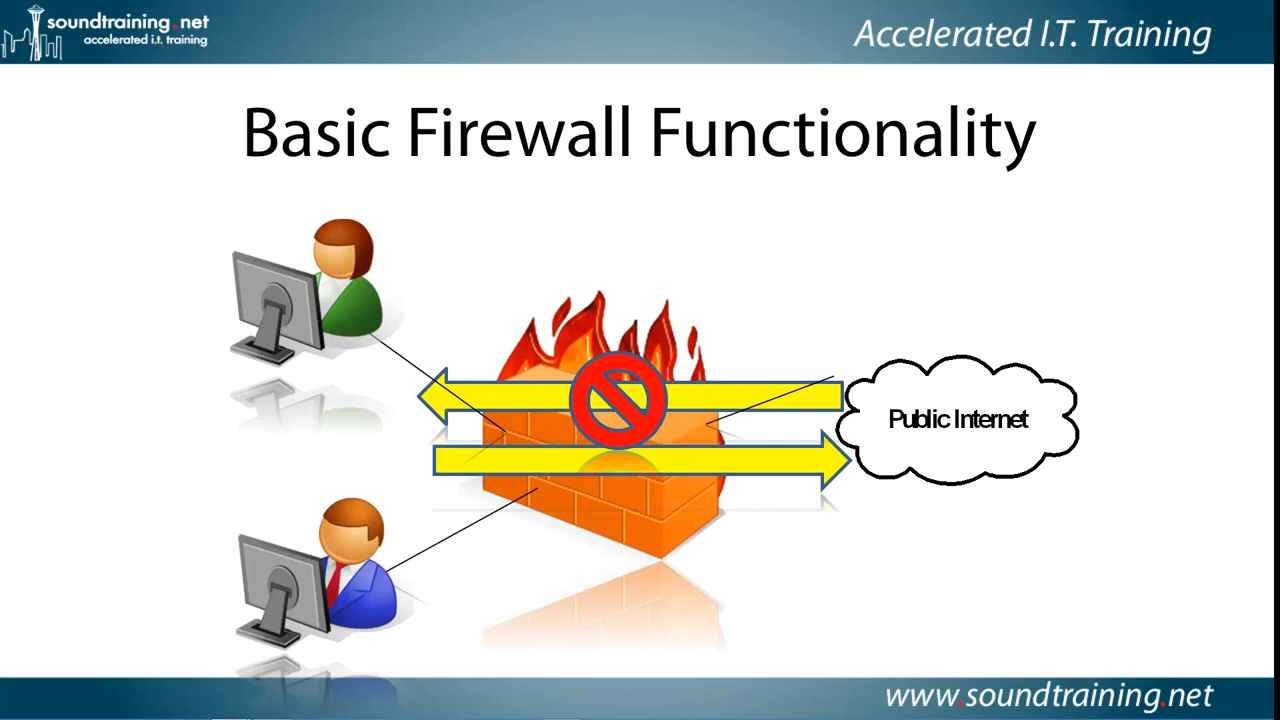 soundtraining.net
accelerated i.t. training
Accelerated I.T. Training
Basic Firewall Functionality
Public Internet
www.soundtraining.net